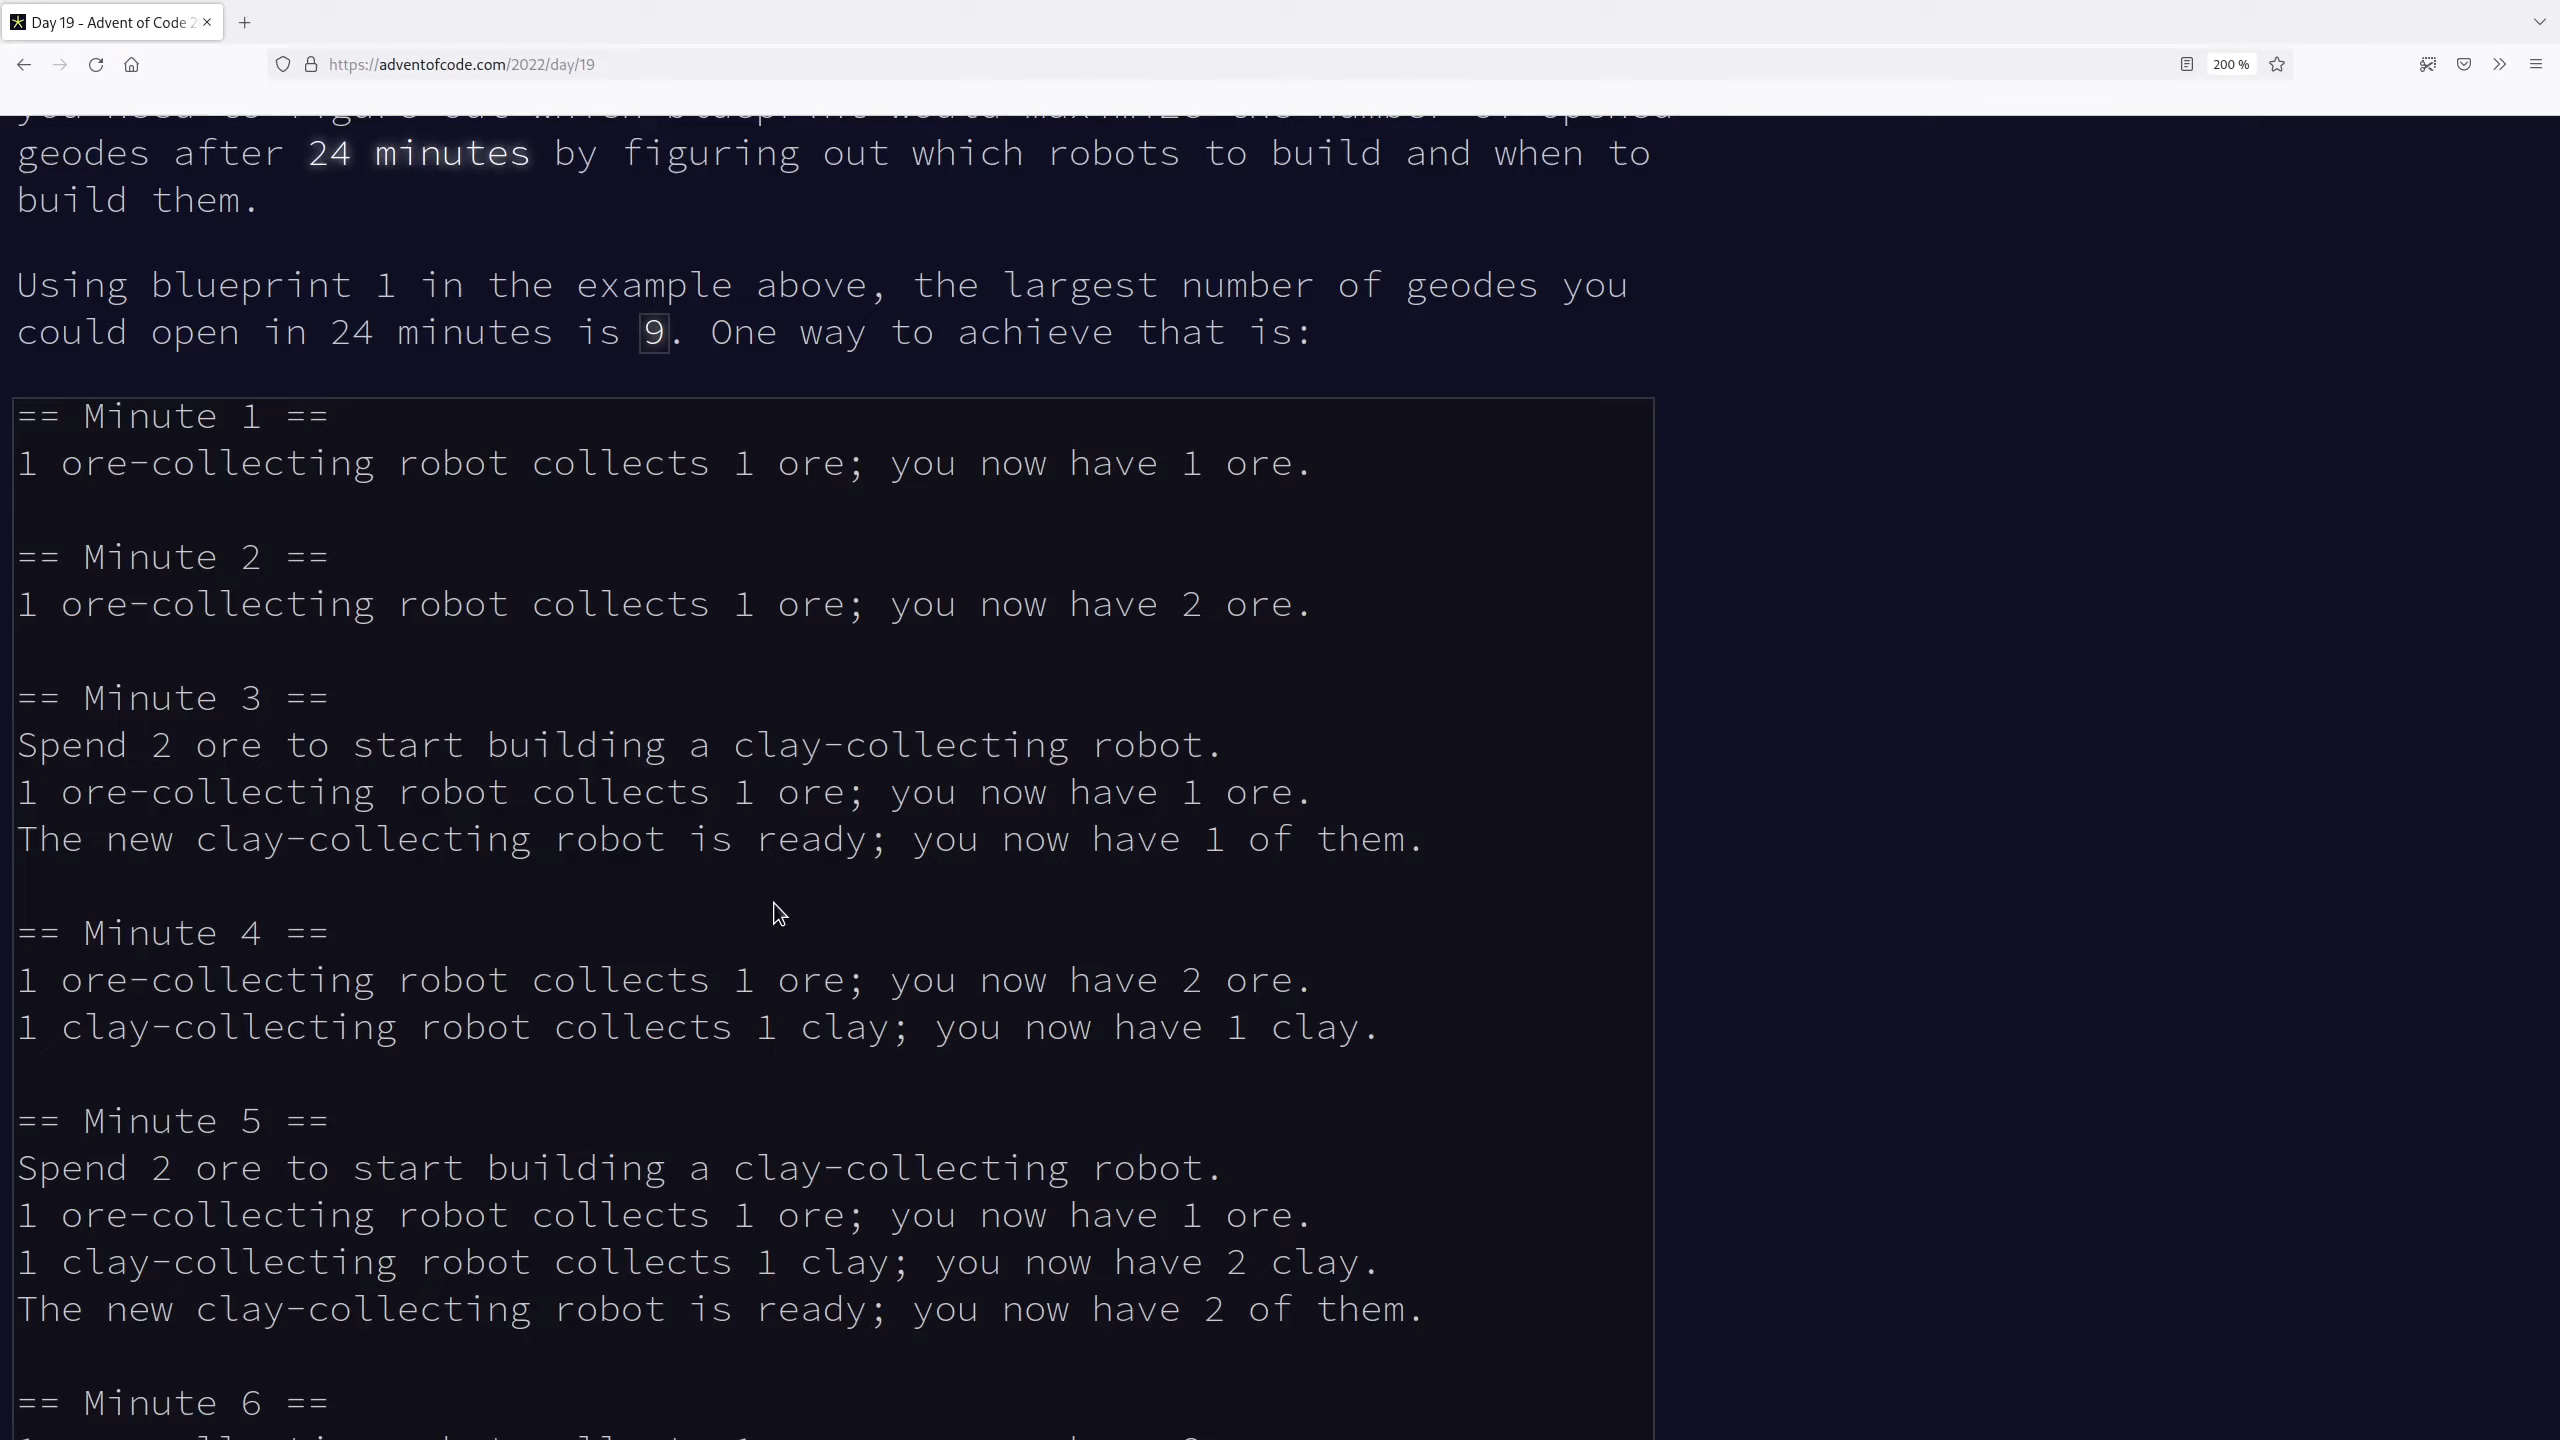 Day 19 - Advent of Code 2
https://adventofcode.com/2022/day/19
200 %
geodes after 24 minutes by figuring out which robots to build and when to
build them.
Using blueprint 1 in the example above, the largest number of geodes you
could open in 24 minutes is 9. One way to achieve that is:
== Minute 1 ==
1 ore-collecting robot collects 1 ore; you now have 1 ore.
== Minute 2 ==
1 ore-collecting robot collects 1 ore; you now have 2 ore.
== Minute 3 ==
Spend 2 ore to start building a clay-collecting robot.
1 ore-collecting robot collects 1 ore; you now have 1 ore.
The new clay-collecting robot is ready; you now have 1 of them.
== Minute 4 ==
1 ore-collecting robot collects 1 ore; you now have 2 ore.
1 clay-collecting robot collects 1 clay; you now have 1 clay.
== Minute 5 ==
Spend 2 ore to start building a clay-collecting robot.
1 ore-collecting robot collects 1 ore; you now have 1 ore.
1 clay-collecting robot collects 1 clay; you now have 2 clay.
The new clay-collecting robot is ready; you now have 2 of them.
== Minute 6 ==